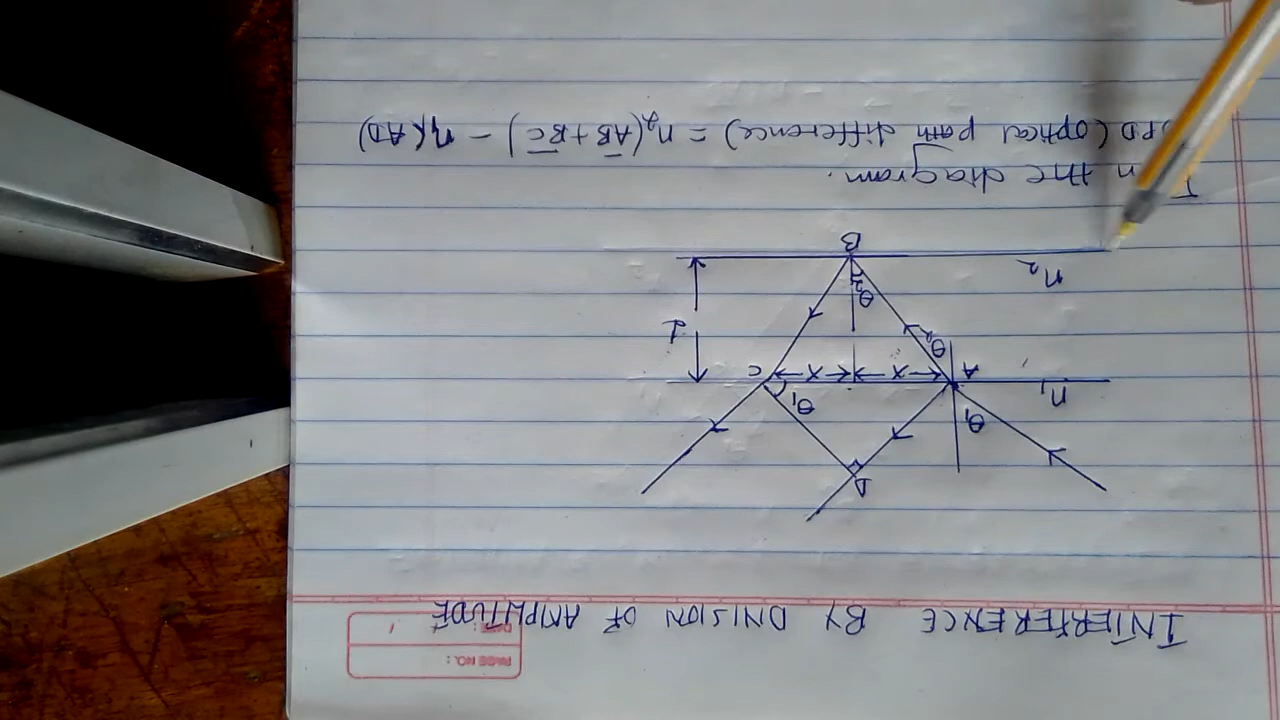 PAGE NO.:
DATE: / /
INTERFERENCE BY DIVISION OF AMPLITUDE
D
θ₁
θ₁
n₁ A x x C
θ₂
d
θ₂
n₂ B
In the diagram.
OPD (optical path difference) = n₂(AB + BC) - n₁(AD)